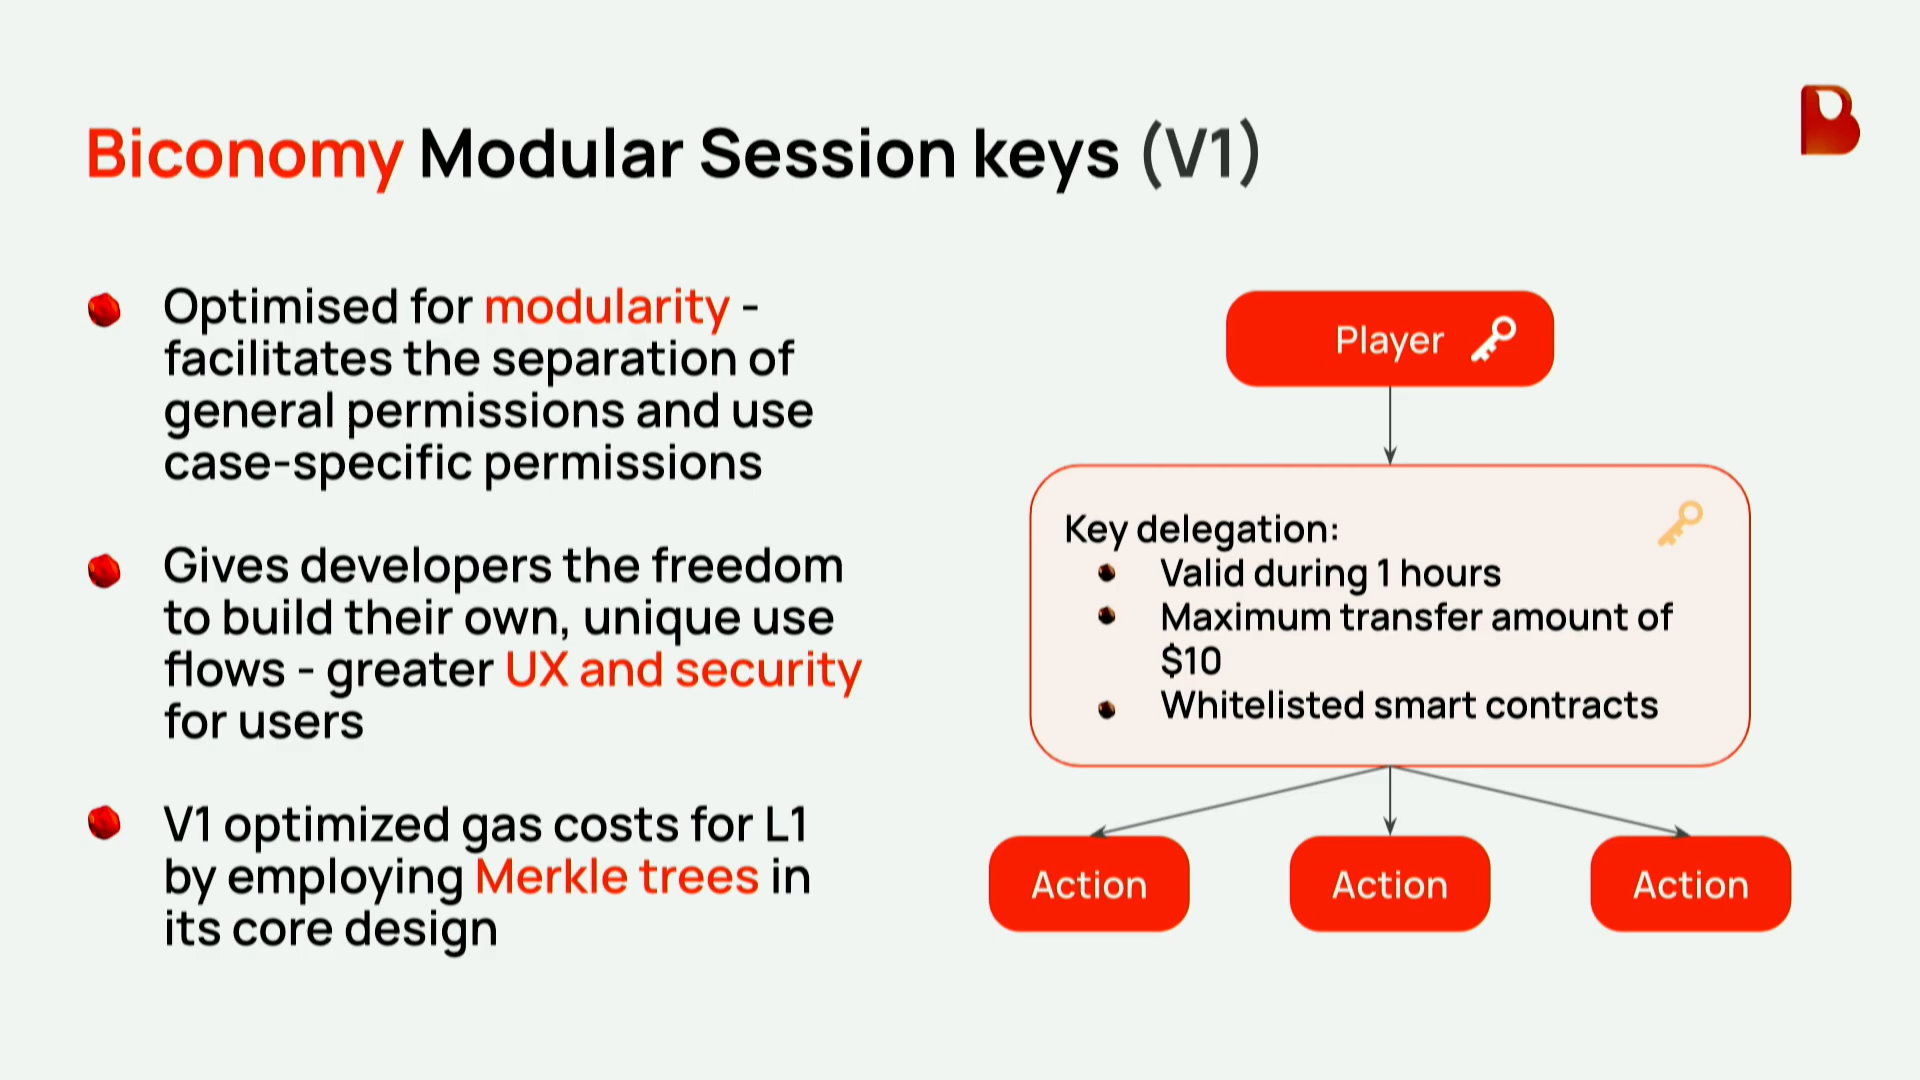 Biconomy Modular Session keys (V1)
Optimised for modularity -
facilitates the separation of
general permissions and use
case-specific permissions
Gives developers the freedom
to build their own, unique use
flows - greater UX and security
for users
V1 optimized gas costs for L1
by employing Merkle trees in
its core design
Player
Key delegation:
Valid during 1 hours
Maximum transfer amount of
$10
Whitelisted smart contracts
Action
Action
Action